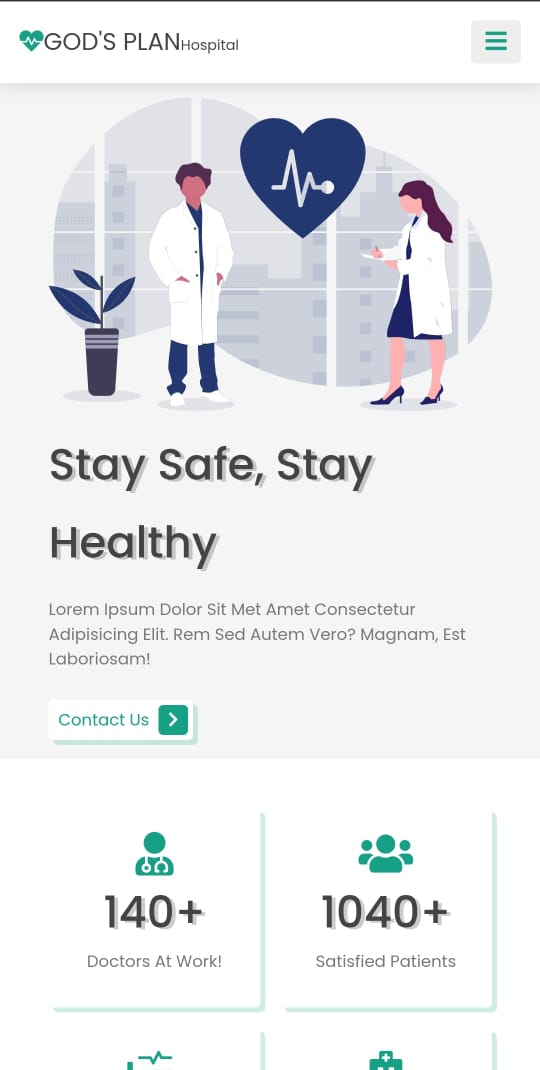 GOD'S PLANHospital
Stay Safe, Stay
Healthy
Lorem Ipsum Dolor Sit Met Amet Consectetur
Adipisicing Elit. Rem Sed Autem Vero? Magnam, Est
Laboriosam!
Contact Us
140+
1040+
Doctors At Work!
Satisfied Patients